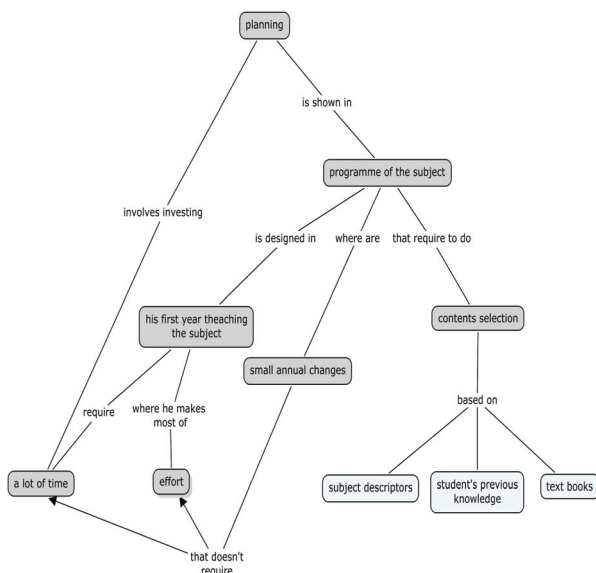 planning
is shown in
programme of the subject
involves investing
is designed in
where are
that require to do
his first year theaching
the subject
contents selection
small annual changes
based on
require
where he makes
most of
a lot of time
effort
subject descriptors
student's previous
knowledge
text books
that doesn't
require